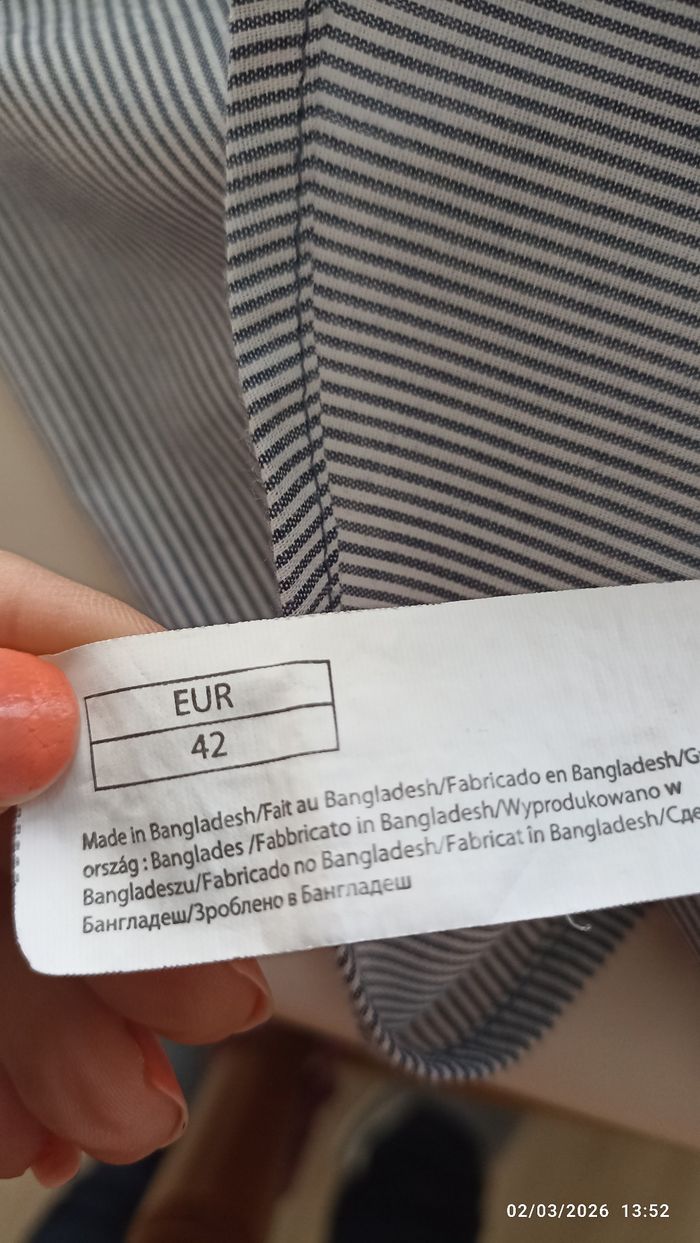 EUR
42
Made in Bangladesh/Fait au Bangladesh/Fabricado en Bangladesh/G
ország : Banglades /Fabbricato in Bangladesh/Wyprodukowano w
Bangladeszu/Fabricado no Bangladesh/Fabricat în Bangladesh/Сде
Бангладеш/Зроблено в Бангладеш
02/03/2026 13:52